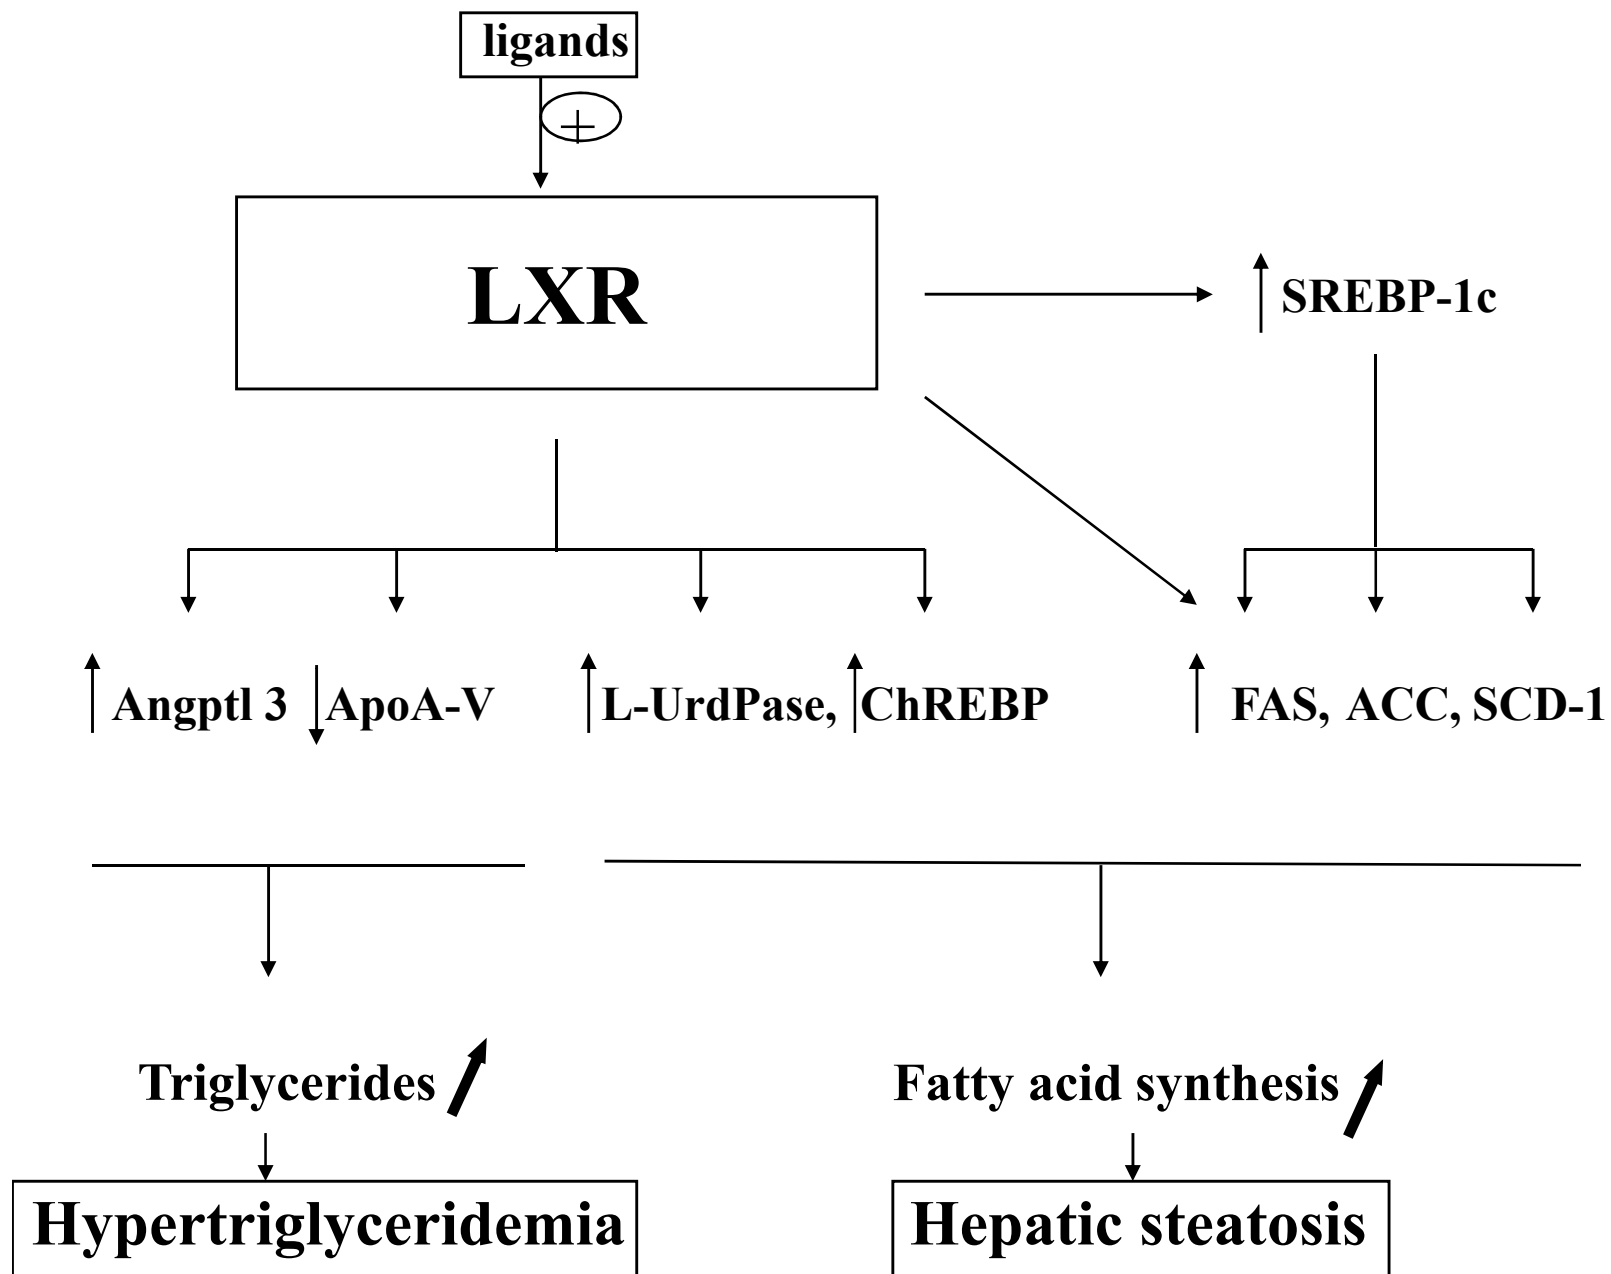 ligands
+
LXR
SREBP-1c
Angptl 3 ApoA-V L-UrdPase, ChREBP FAS, ACC, SCD-1
Triglycerides Fatty acid synthesis
Hypertriglyceridemia Hepatic steatosis